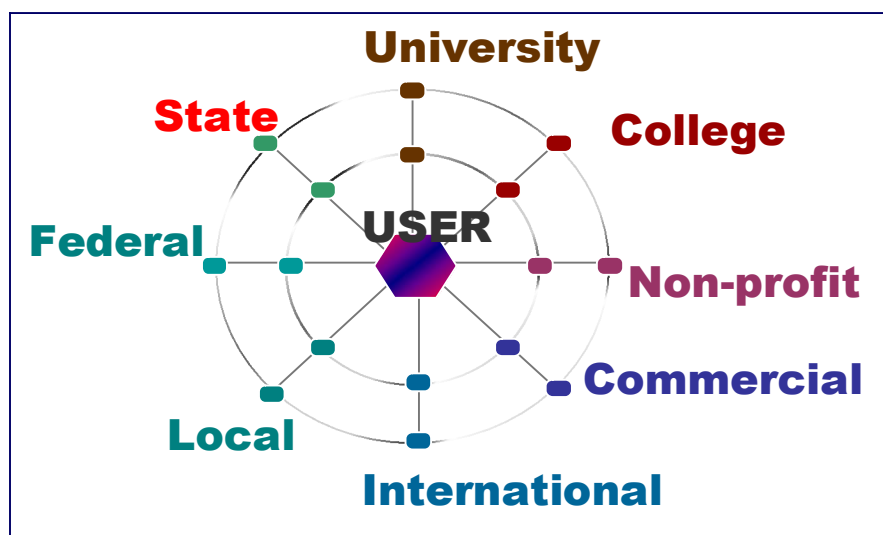 University
State
College
USER
Federal
Non-profit
Commercial
Local
International